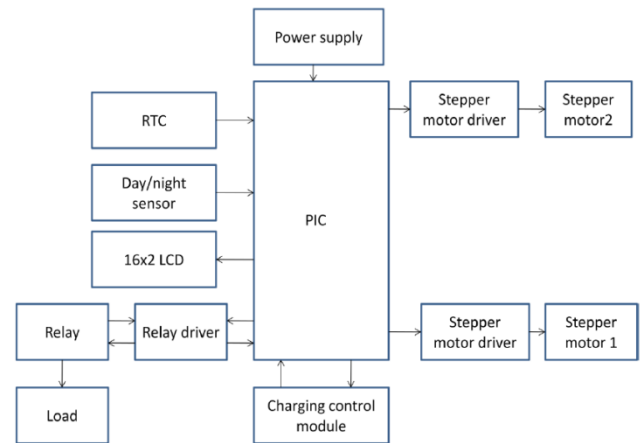 Power supply
RTC
Stepper
motor driver
Stepper
motor2
Day/night
sensor
PIC
16x2 LCD
Relay
Relay driver
Stepper
motor driver
Stepper
motor 1
Load
Charging control
module